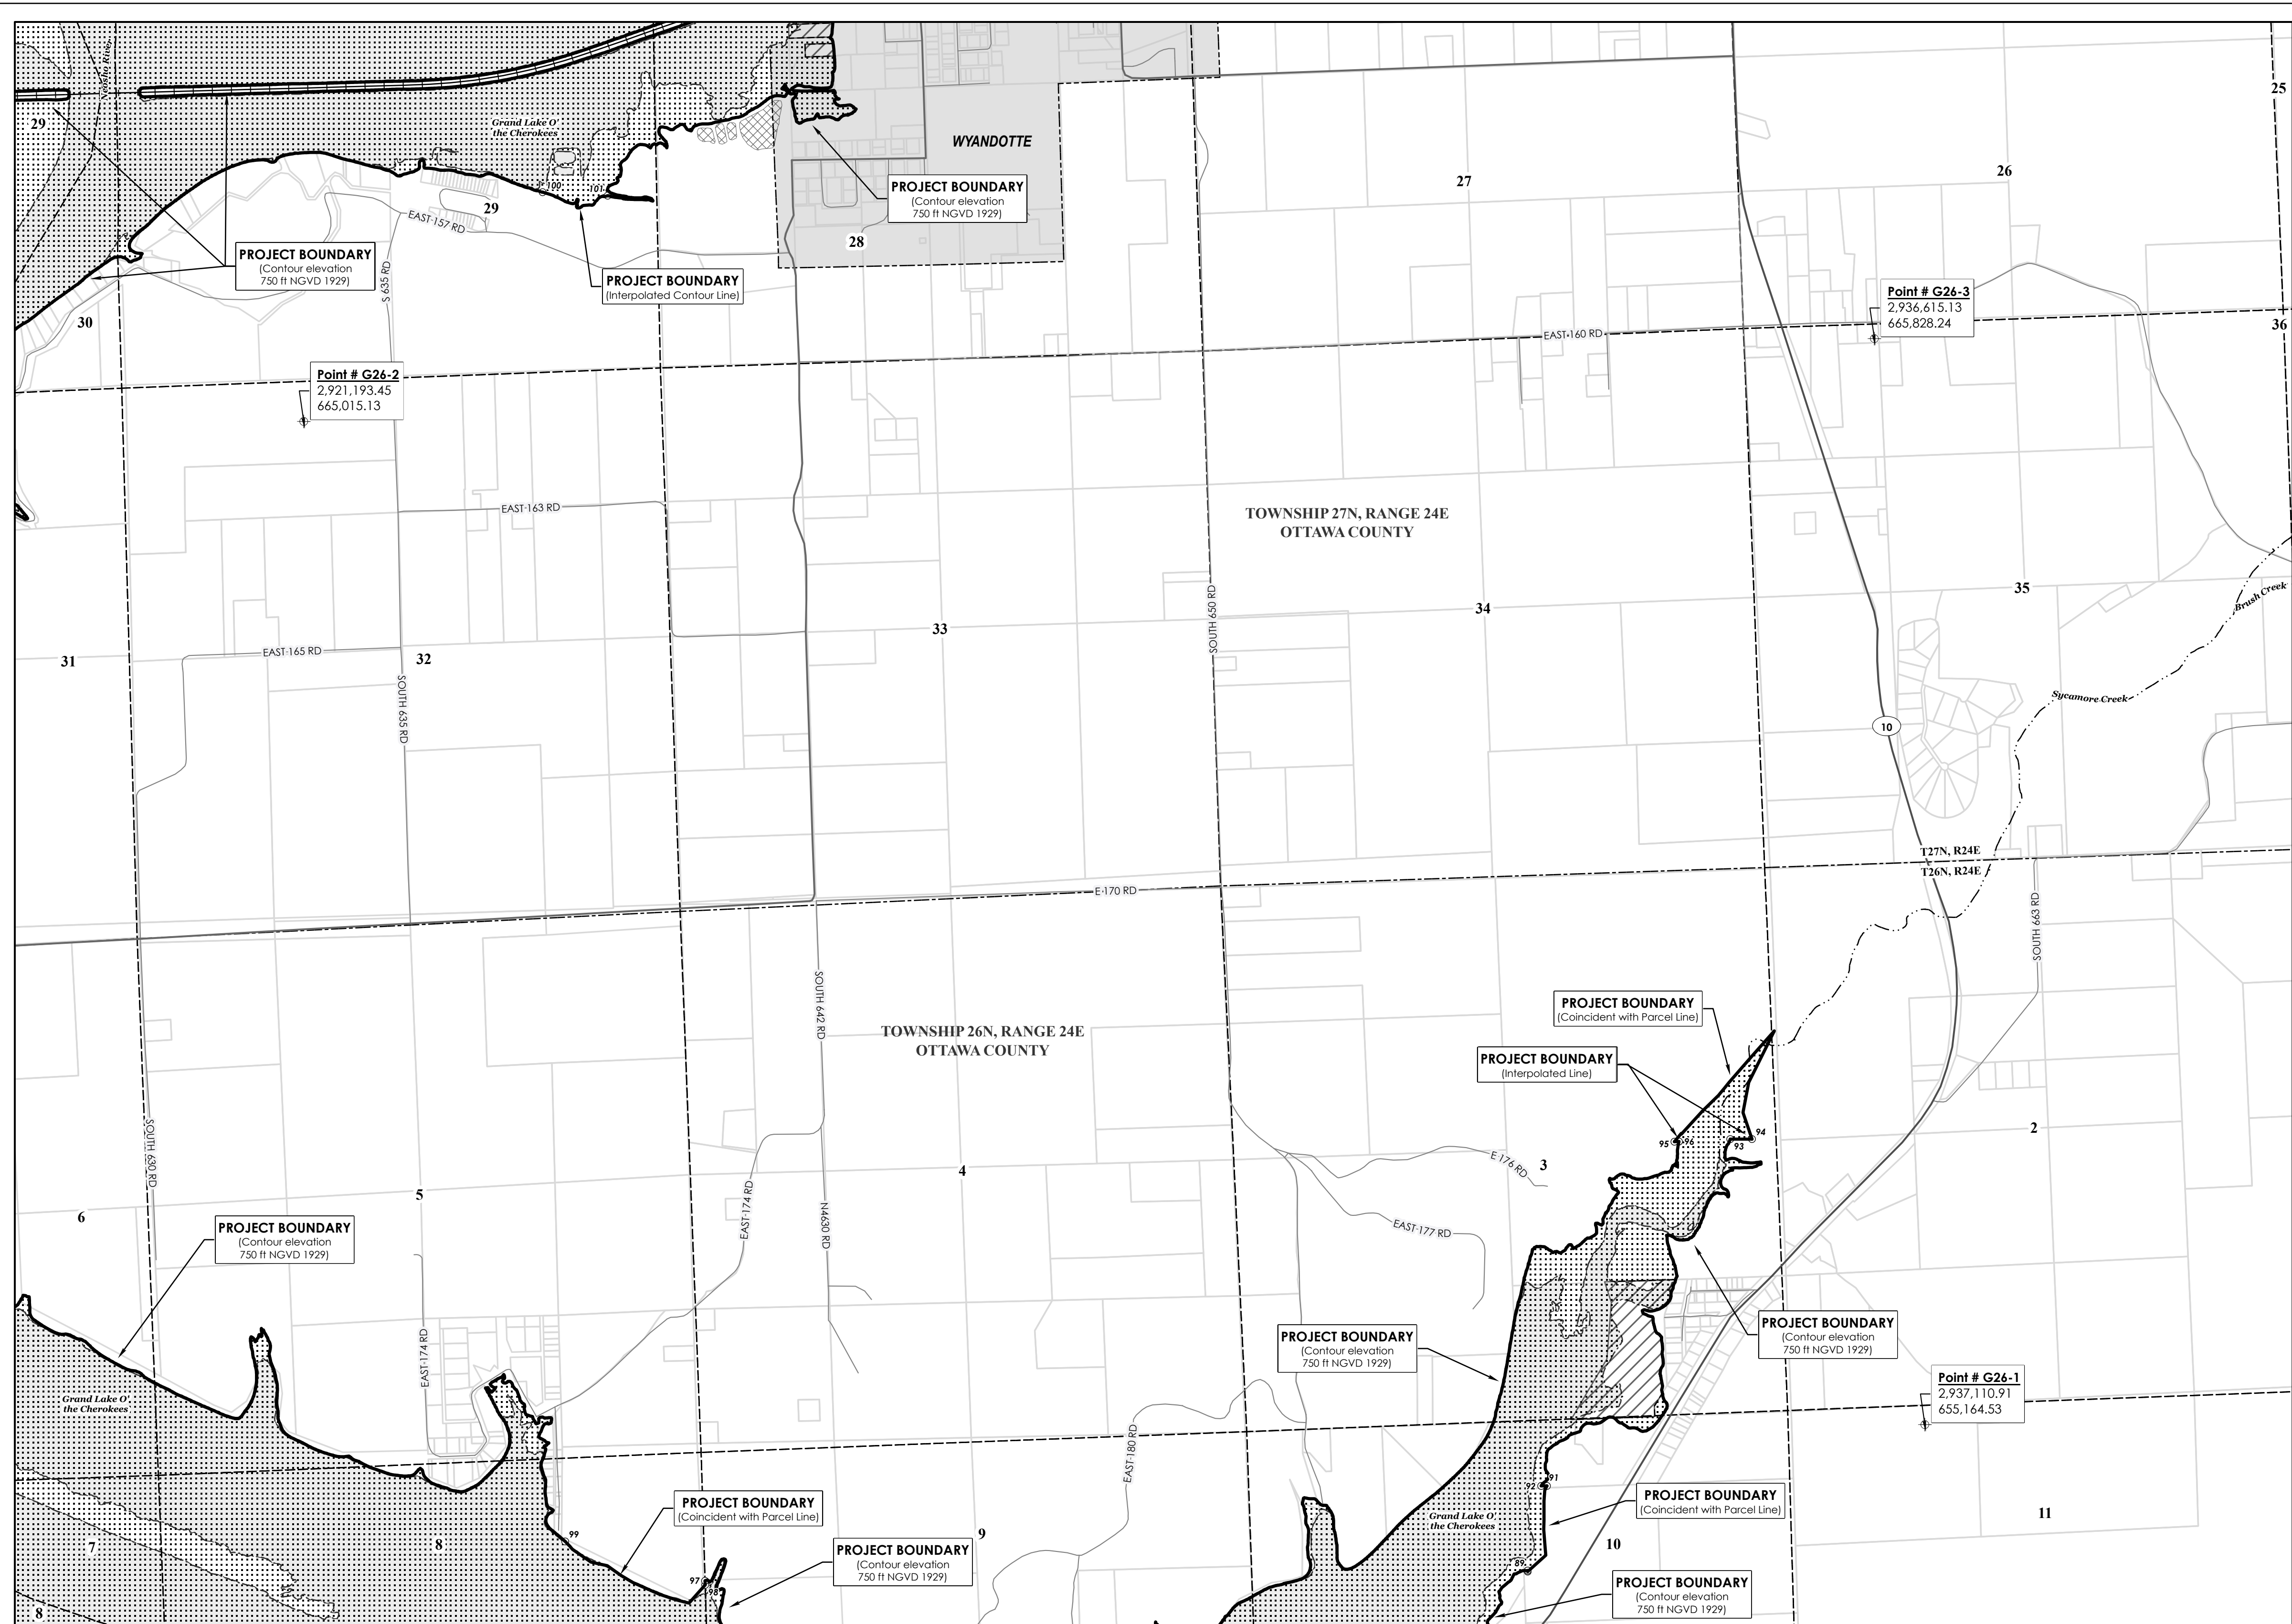 Neosho River
29
Grand Lake O'
the Cherokees
WYANDOTTE
25
26
27
PROJECT BOUNDARY
(Contour elevation
750 ft NGVD 1929)
100
101
29
EAST 157 RD
28
PROJECT BOUNDARY
(Contour elevation
750 ft NGVD 1929)
S 635 RD
PROJECT BOUNDARY
(Interpolated Contour Line)
30
Point # G26-3
2,936,615.13
665,828.24
36
EAST 160 RD
Point # G26-2
2,921,193.45
665,015.13
EAST 163 RD
TOWNSHIP 27N, RANGE 24E
OTTAWA COUNTY
SOUTH 650 RD
35
Brush Creek
34
33
31
EAST 165 RD
32
SOUTH 635 RD
Sycamore Creek
10
T27N, R24E
T26N, R24E
E 170 RD
SOUTH 663 RD
SOUTH 642 RD
TOWNSHIP 26N, RANGE 24E
OTTAWA COUNTY
PROJECT BOUNDARY
(Coincident with Parcel Line)
PROJECT BOUNDARY
(Interpolated Line)
95
96
93
94
2
SOUTH 630 RD
E 176 RD
3
4
5
6
EAST 174 RD
N4630 RD
EAST 177 RD
PROJECT BOUNDARY
(Contour elevation
750 ft NGVD 1929)
PROJECT BOUNDARY
(Contour elevation
750 ft NGVD 1929)
PROJECT BOUNDARY
(Contour elevation
750 ft NGVD 1929)
EAST 174 RD
Grand Lake O'
the Cherokees
Point # G26-1
2,937,110.91
655,164.53
EAST 180 RD
91
92
PROJECT BOUNDARY
(Coincident with Parcel Line)
PROJECT BOUNDARY
(Coincident with Parcel Line)
Grand Lake O'
the Cherokees
11
99
9
7
8
10
PROJECT BOUNDARY
(Contour elevation
750 ft NGVD 1929)
89
97
98
PROJECT BOUNDARY
(Contour elevation
750 ft NGVD 1929)
8